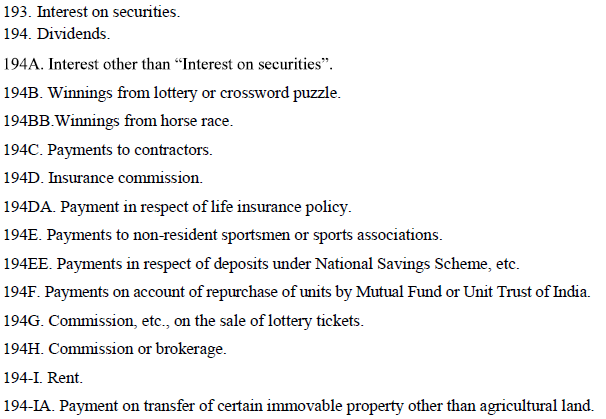 193. Interest on securities.
194. Dividends.
194A. Interest other than “Interest on securities”.
194B. Winnings from lottery or crossword puzzle.
194BB.Winnings from horse race.
194C. Payments to contractors.
194D. Insurance commission.
194DA. Payment in respect of life insurance policy.
194E. Payments to non-resident sportsmen or sports associations.
194EE. Payments in respect of deposits under National Savings Scheme, etc.
194F. Payments on account of repurchase of units by Mutual Fund or Unit Trust of India.
194G. Commission, etc., on the sale of lottery tickets.
194H. Commission or brokerage.
194-I. Rent.
194-IA. Payment on transfer of certain immovable property other than agricultural land.